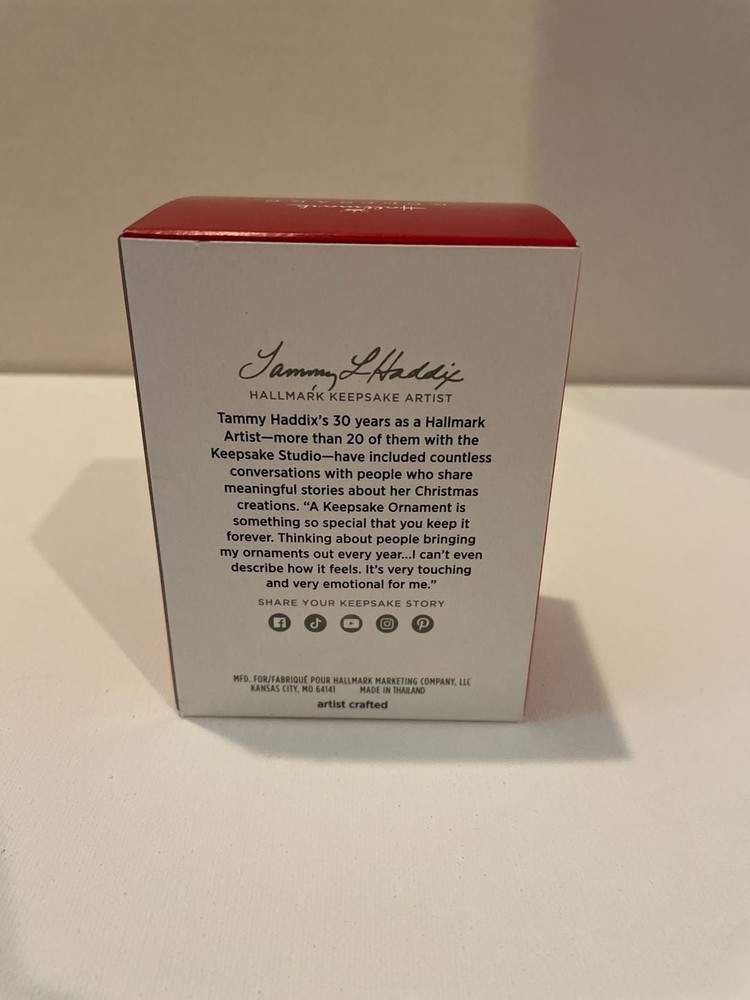 Hallmark
KEEPSAKE
Tammy L Haddix
HALLMARK KEEPSAKE ARTIST
Tammy Haddix's 30 years as a Hallmark
Artist—more than 20 of them with the
Keepsake Studio—have included countless
conversations with people who share
meaningful stories about her Christmas
creations. “A Keepsake Ornament is
something so special that you keep it
forever. Thinking about people bringing
my ornaments out every year...I can't even
describe how it feels. It's very touching
and very emotional for me.”
SHARE YOUR KEEPSAKE STORY
MFD. FOR/FABRIQUÉ POUR HALLMARK MARKETING COMPANY, LLC
KANSAS CITY, MO 64141 MADE IN THAILAND
artist crafted